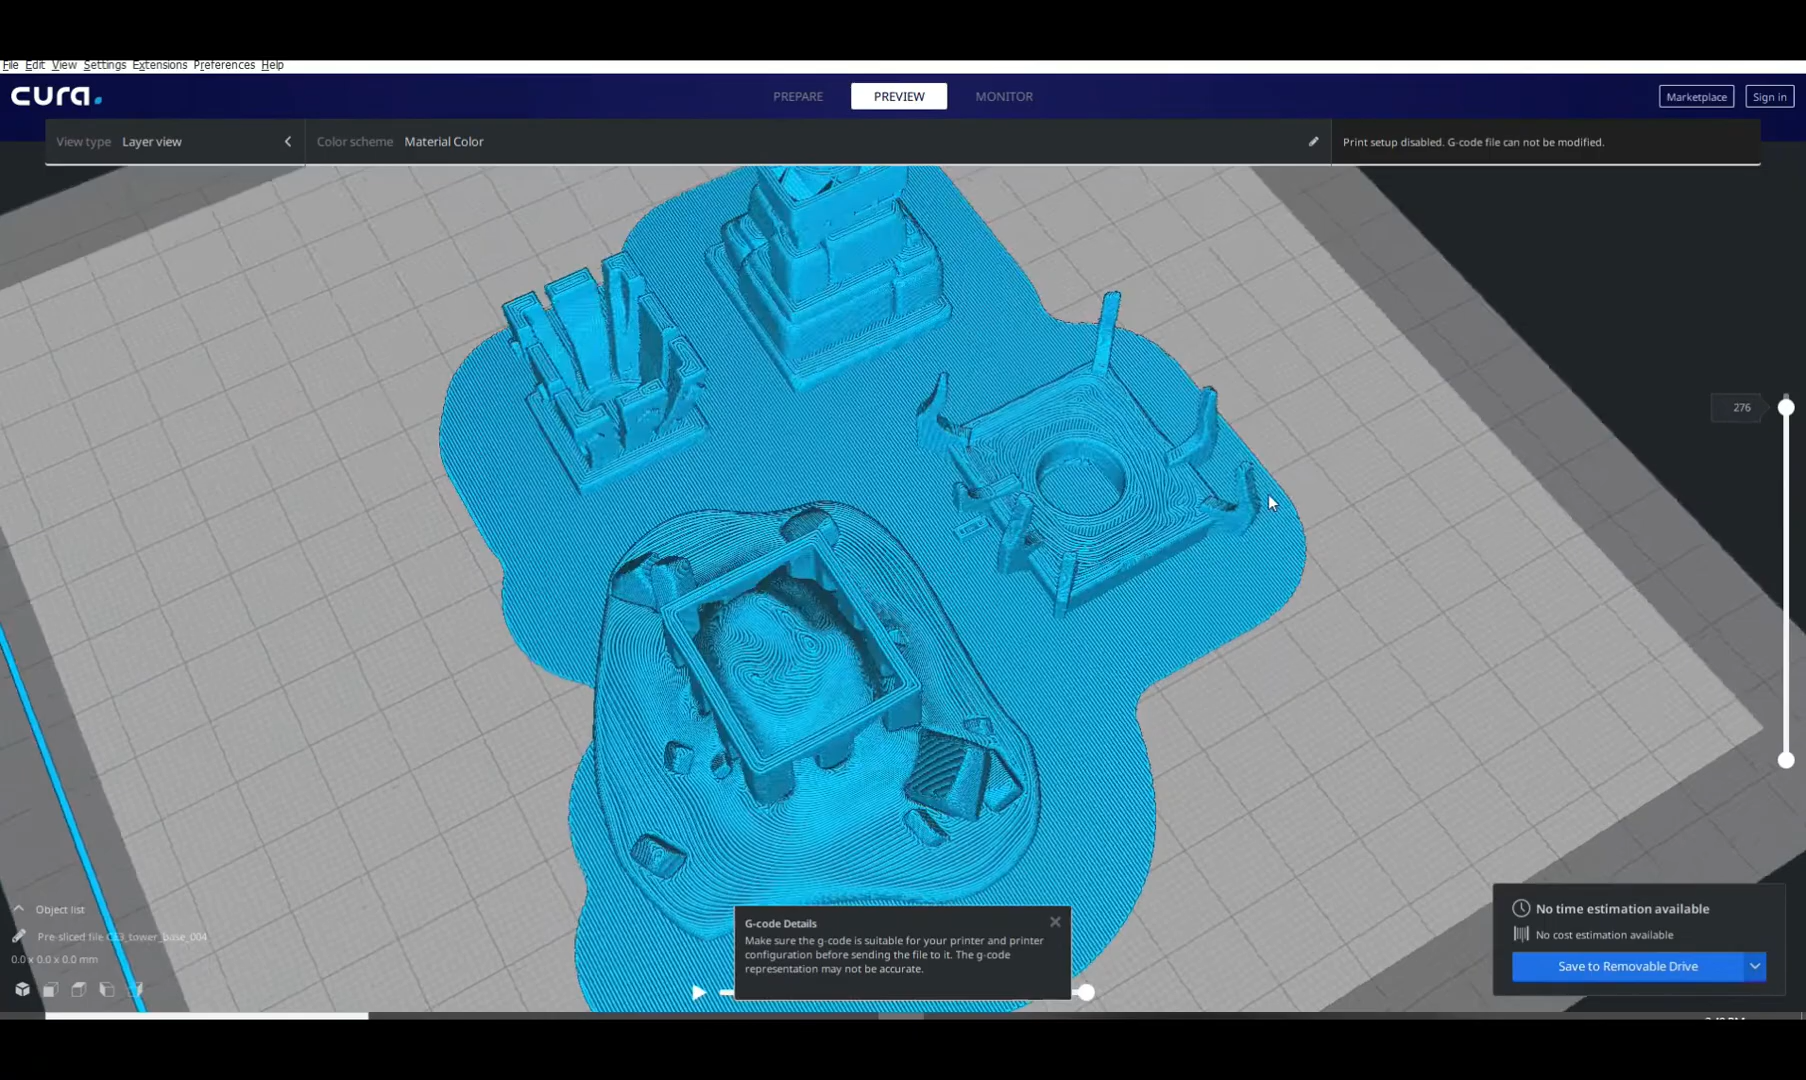 File Edit View Settings Extensions Preferences Help
cura.
PREPARE
PREVIEW
MONITOR
Marketplace
Sign in
View type Layer view
Color scheme Material Color
Print setup disabled. G-code file can not be modified.
276
Object list
Pre-sliced file
0.0 x 0.0 x 0.0 mm
G-code Details
Make sure the g-code is suitable for your printer and printer
configuration before sending the file to it. The g-code
representation may not be accurate.
No time estimation available
No cost estimation available
Save to Removable Drive